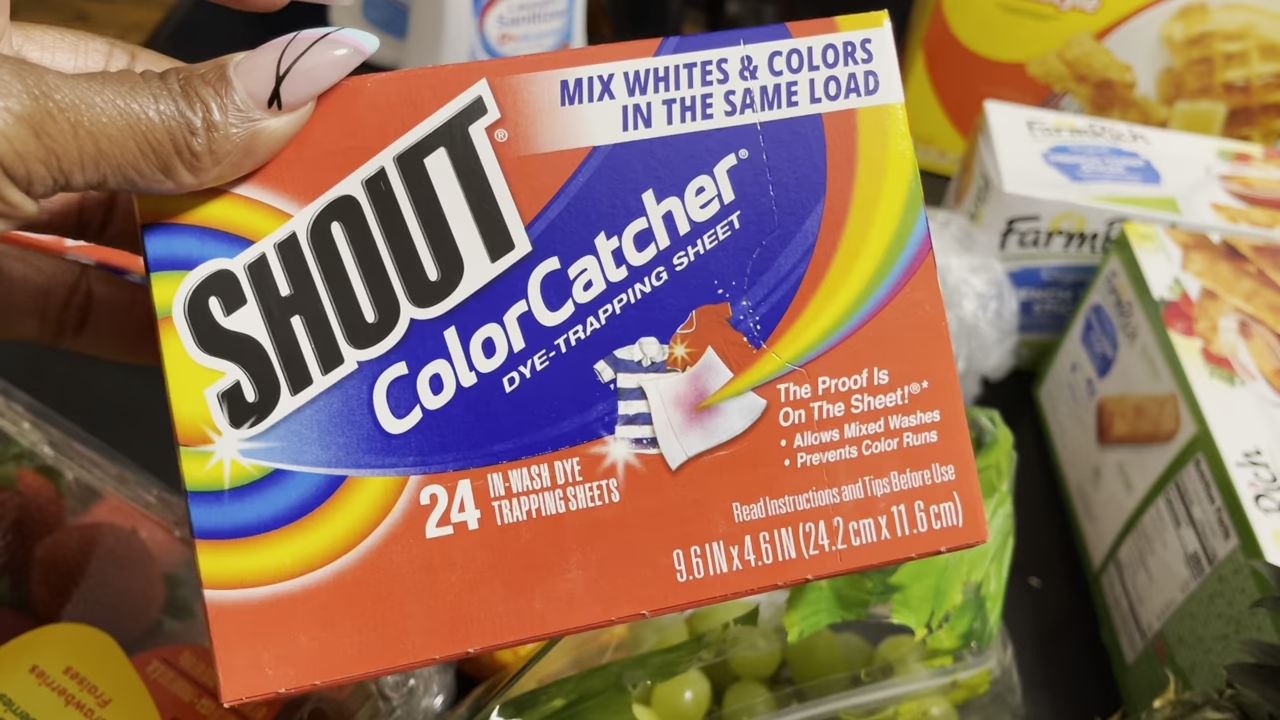 MIX WHITES & COLORS
IN THE SAME LOAD
SHOUT®
ColorCatcher®
DYE-TRAPPING SHEET
The Proof Is
On The Sheet!®*
• Allows Mixed Washes
• Prevents Color Runs
24 IN-WASH DYE
TRAPPING SHEETS
Read Instructions and Tips Before Use
9.6 IN x 4.6 IN (24.2 cm x 11.6 cm)
Sanitizer
FarmRich
Fraises